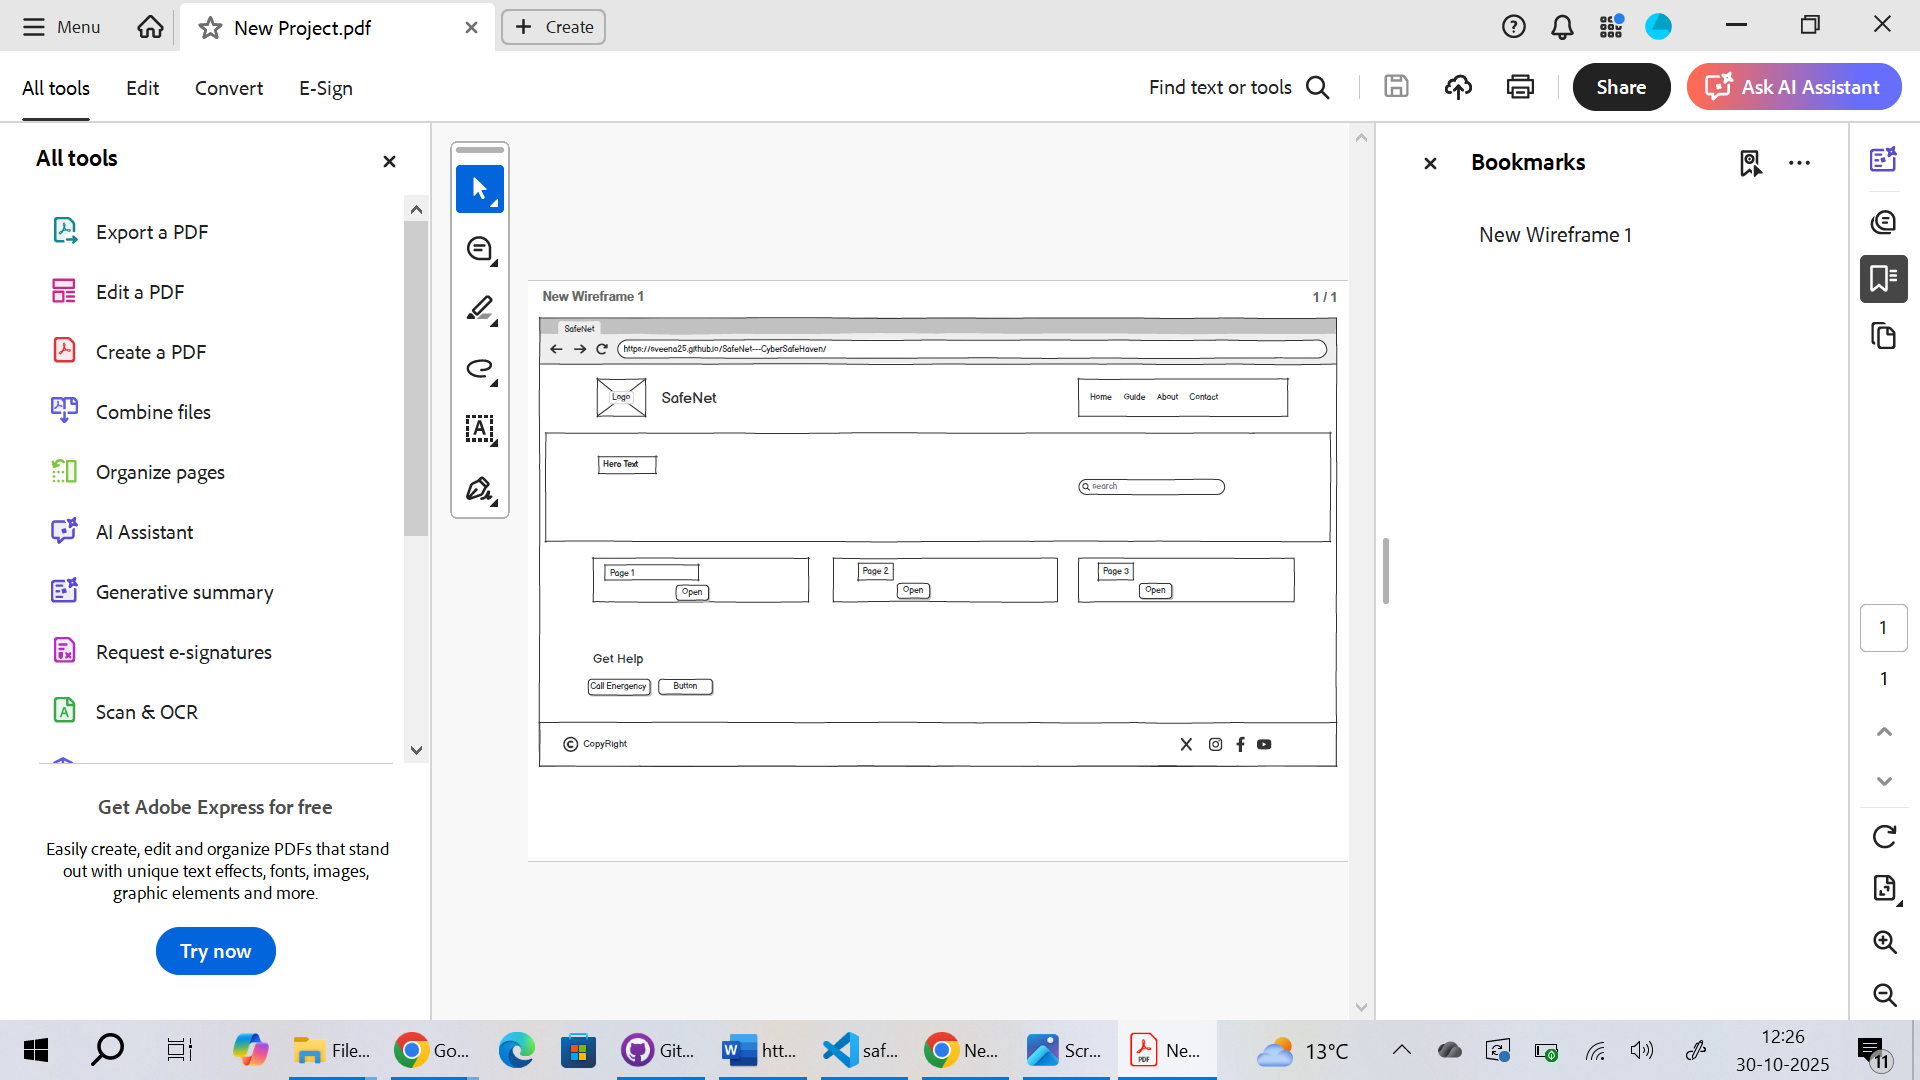 Menu
New Project.pdf
Create
All tools
Edit
Convert
E-Sign
Find text or tools
Share
Ask AI Assistant
All tools
Export a PDF
Edit a PDF
Create a PDF
Combine files
Organize pages
AI Assistant
Generative summary
Request e-signatures
Scan & OCR
Get Adobe Express for free
Easily create, edit and organize PDFs that stand
out with unique text effects, fonts, images,
graphic elements and more.
Try now
New Wireframe 1
1 / 1
SafeNet
https://sveena25.github.io/SafeNet---CyberSafeHaven/
Logo
SafeNet
Home Guide About Contact
Hero Text
search
Page 1
Open
Page 2
Open
Page 3
Open
Get Help
Call Energency
Button
CopyRight
Bookmarks
New Wireframe 1
1
1
File...
Go...
Git...
htt...
saf...
Ne...
Scr...
Ne...
13°C
12:26
30-10-2025
11